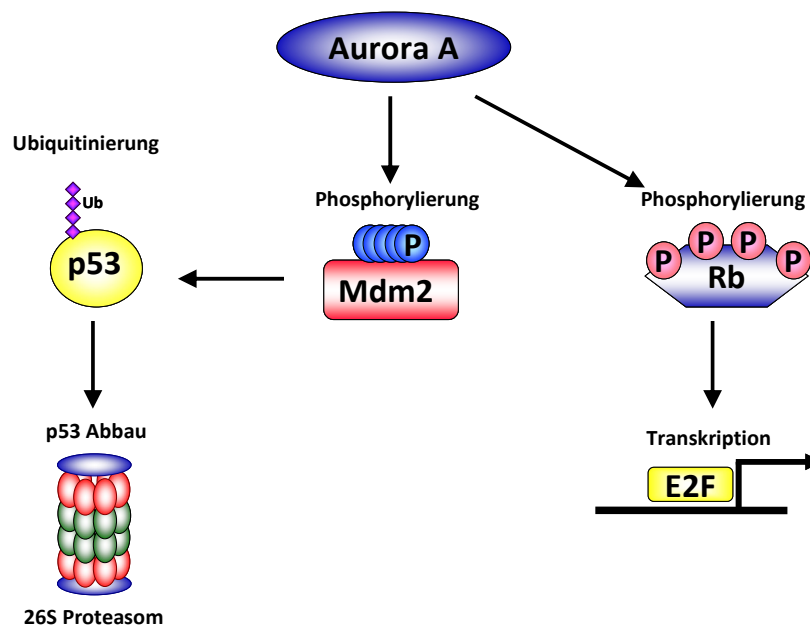 Aurora A
Ubiquitinierung
Ub
p53
Phosphorylierung
P
Mdm2
Phosphorylierung
P P P P
Rb
p53 Abbau
26S Proteasom
Transkription
E2F